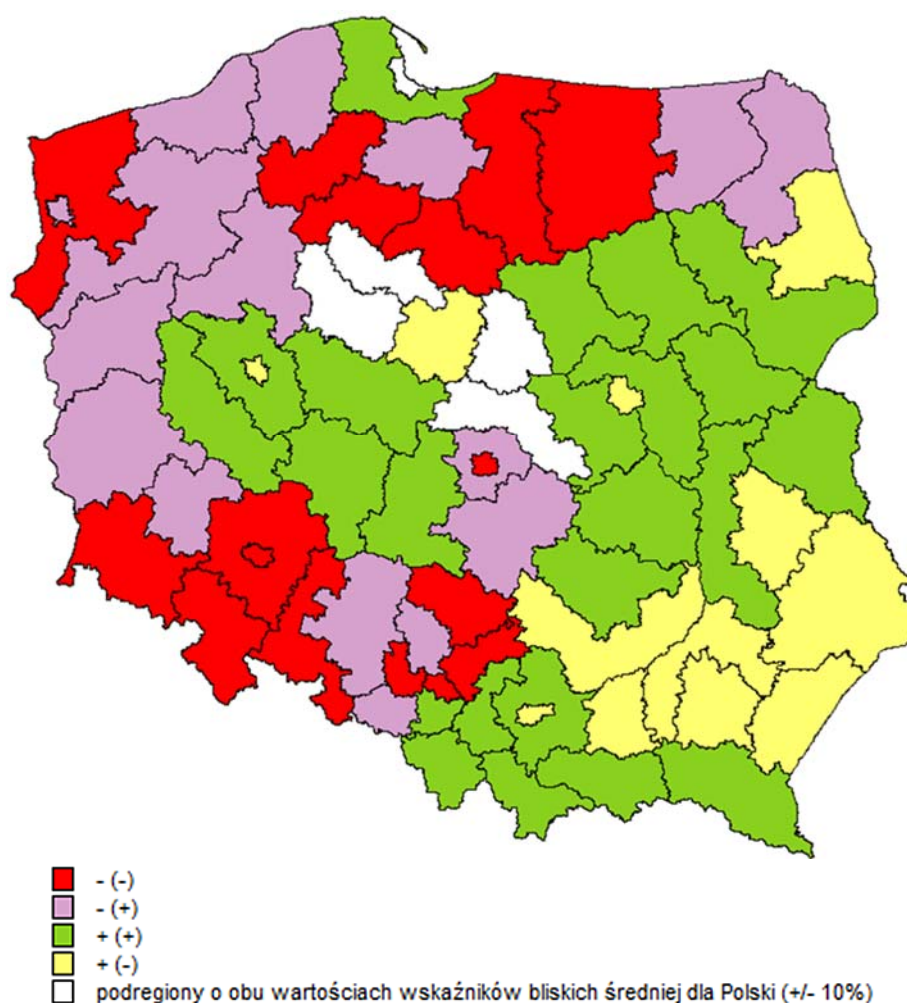 - (-)
- (+)
+ (+)
+ (-)
podregiony o obu wartościach wskaźników bliskich średniej dla Polski (+/- 10%)